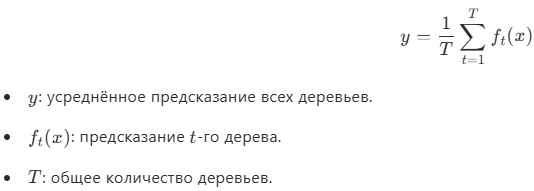 $y = \frac{1}{T} \sum_{t=1}^{T} f_t(x)$
• $y$: усреднённое предсказание всех деревьев.
• $f_t(x)$: предсказание $t$-го дерева.
• $T$: общее количество деревьев.